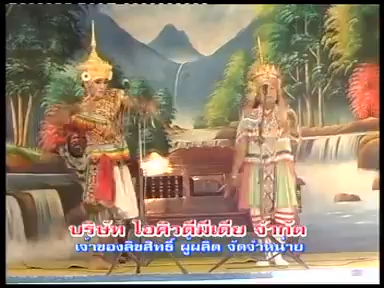 บริษัท โอคิวดีมีเดีย จำกัด
เจ้าของลิขสิทธิ์ ผู้ผลิต จัดจำหน่าย